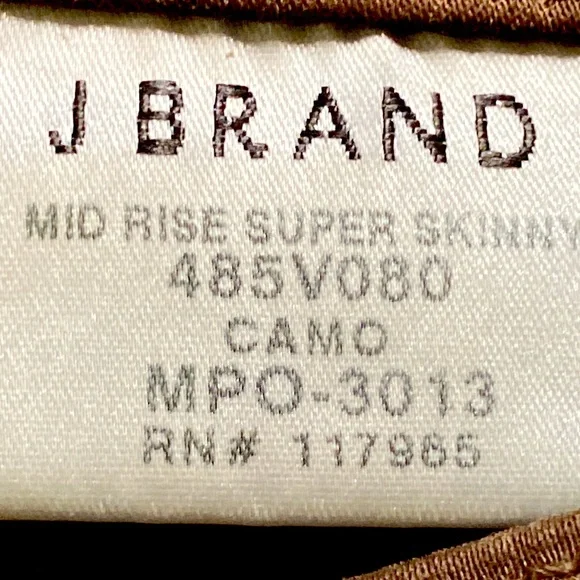 J BRAND
MID RISE SUPER SKINNY
485V080
CAMO
MPO-3013
RN# 117965